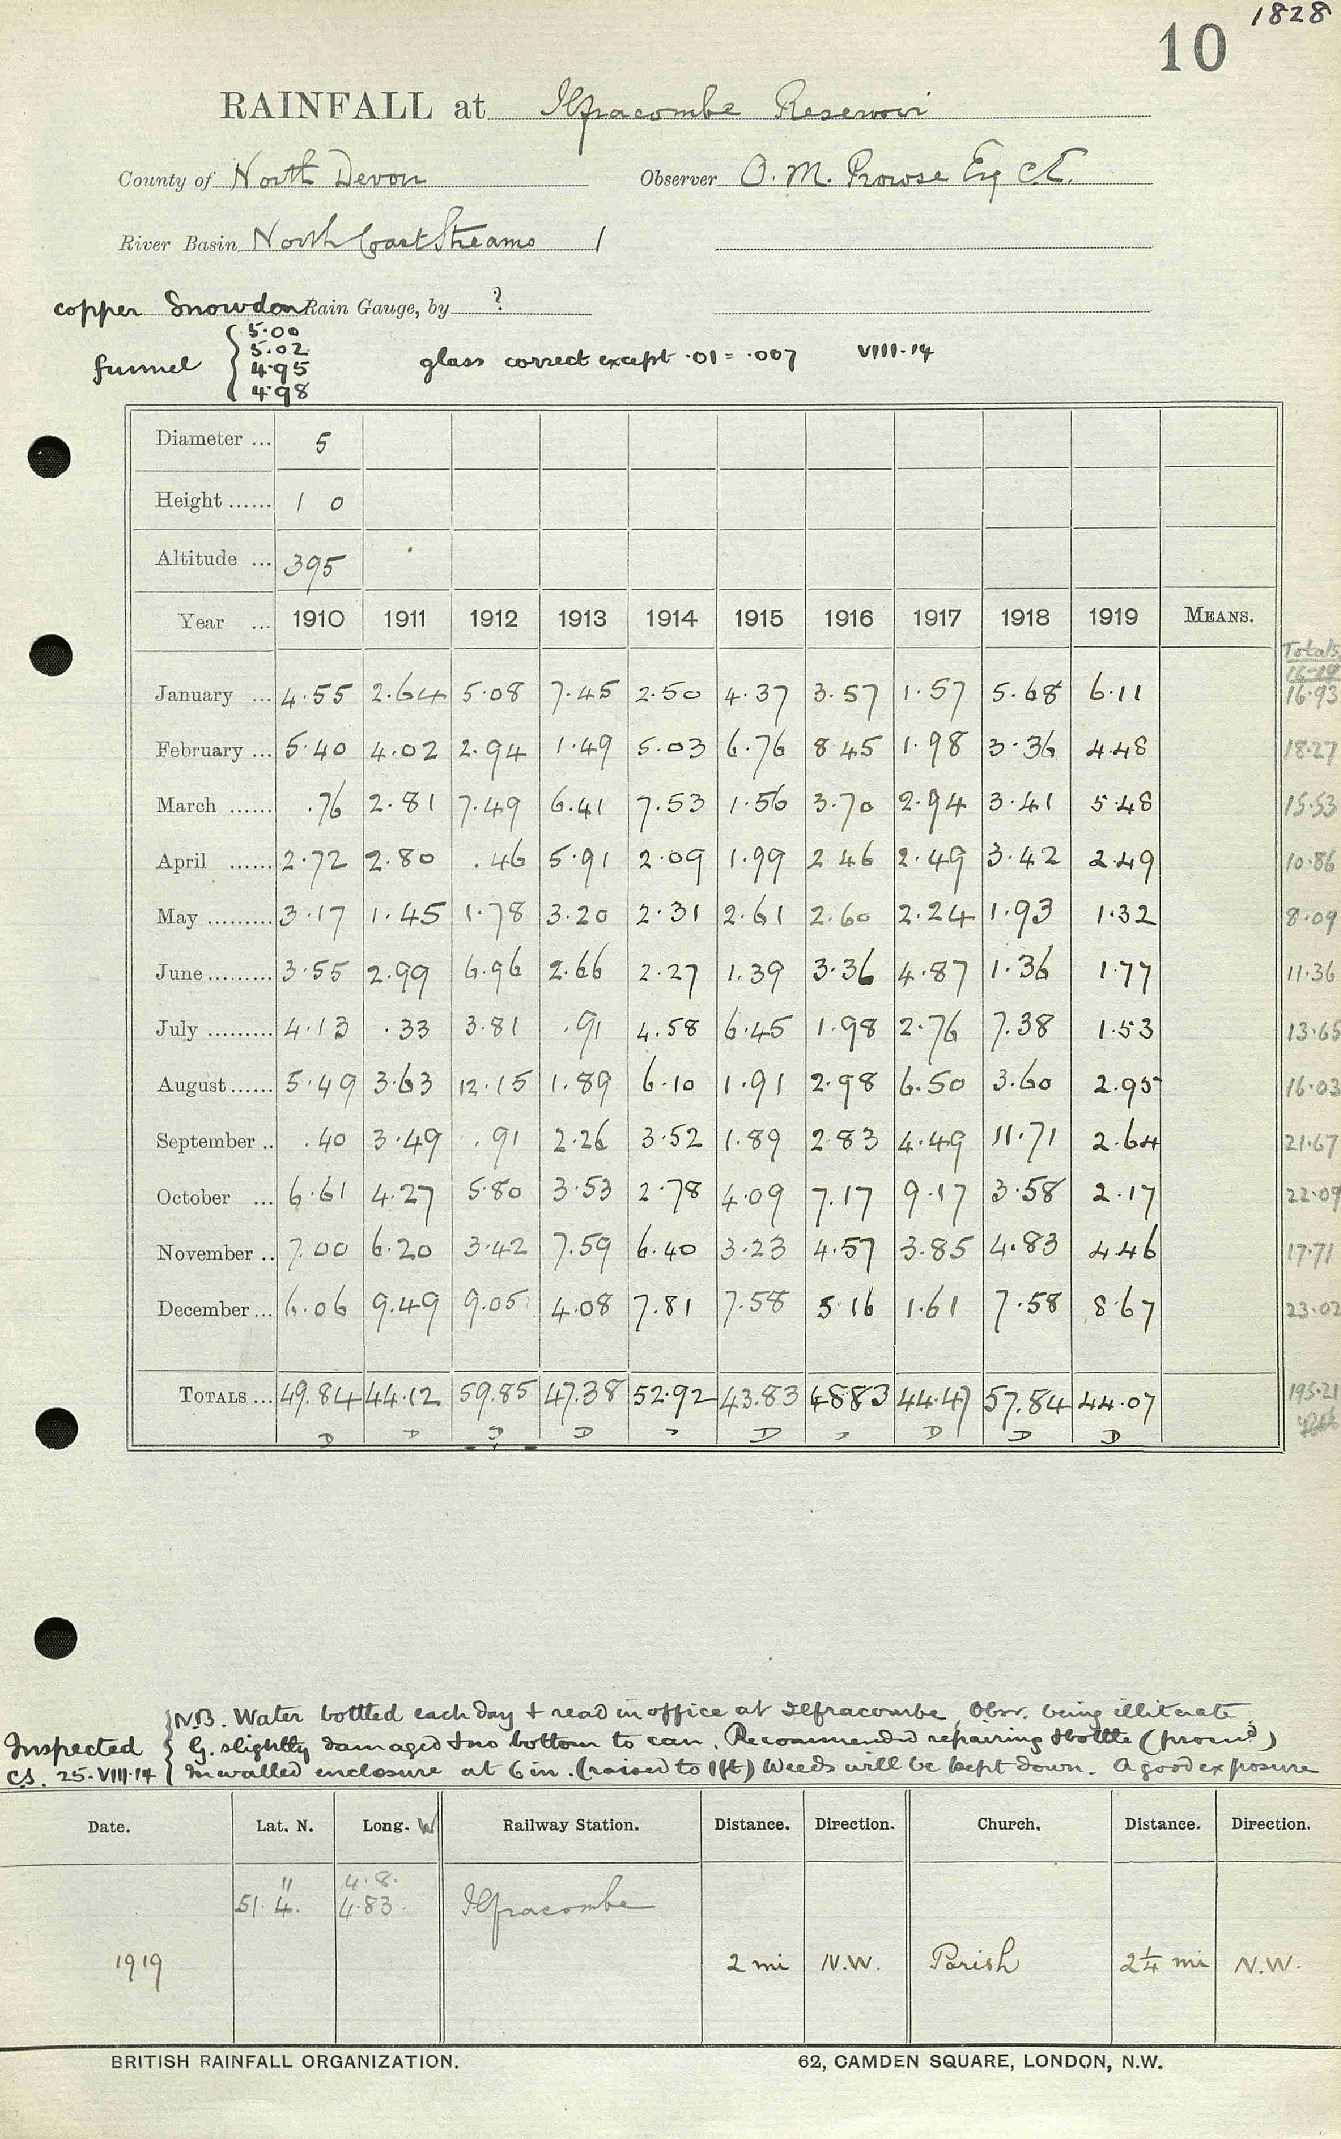 1828
10
RAINFALL at Ilfracombe Reservoir
County of North Devon Observer O. M. Prowse Esq C.E.
River Basin North Coast Streams 1
copper Snowdon Rain Gauge, by ?
funnel { 5.00
5.02
4.95
4.98
glass correct except .01 = .007 VIII.14
Diameter ... 5
Height ...... 1 0
Altitude ... 395
Year ... 1910 1911 1912 1913 1914 1915 1916 1917 1918 1919 MEANS. Totals
January ... 4.55 2.64 5.08 7.45 2.50 4.37 3.57 1.57 5.68 6.11 16.93
February ... 5.40 4.02 2.94 1.49 5.03 6.76 8.45 1.98 3.36 4.48 18.27
March ...... .76 2.81 7.49 6.41 7.53 1.56 3.70 2.94 3.41 5.48 15.53
April ...... 2.72 2.80 .46 5.91 2.09 1.99 2.46 2.49 3.42 2.49 10.86
May ......... 3.17 1.45 1.78 3.20 2.31 2.61 2.60 2.24 1.93 1.32 8.09
June ......... 3.55 2.99 6.96 2.66 2.27 1.39 3.36 4.87 1.36 1.77 11.36
July ......... 4.13 .33 3.81 .91 4.58 6.45 1.98 2.76 7.38 1.53 13.65
August ...... 5.49 3.63 12.15 1.89 6.10 1.91 2.98 6.50 3.60 2.95 16.03
September .. .40 3.49 .91 2.26 3.52 1.89 2.83 4.49 11.71 2.64 21.67
October ... 6.61 4.27 5.80 3.53 2.78 4.09 7.17 9.17 3.58 2.17 22.09
November .. 7.00 6.20 3.42 7.59 6.40 3.23 4.57 3.85 4.83 4.46 17.71
December ... 6.06 9.49 9.05 4.08 7.81 7.58 5.16 1.61 7.58 8.67 23.02
TOTALS ... 49.84 44.12 59.85 47.38 52.92 43.83 48.83 44.47 57.84 44.07 195.21
D D D D D D D D D D
N.B. Water bottled each day & read in office at Ilfracombe Obsr. being illiterate.
Inspected { G. slightly damaged & no bottom to can. Recommended repairing & bottle (promd)
C.S. 25.VIII.14 In walled enclosure at 6 in. (raised to 1ft) Weeds will be kept down. A good exposure
Date. Lat. N. Long. W Railway Station. Distance. Direction. Church. Distance. Direction.
" 4.8.
51. 4. 4.83 Ilfracombe
1919 2 mi N.W. Parish 2¼ mi N.W.
BRITISH RAINFALL ORGANIZATION. 62, CAMDEN SQUARE, LONDON, N.W.